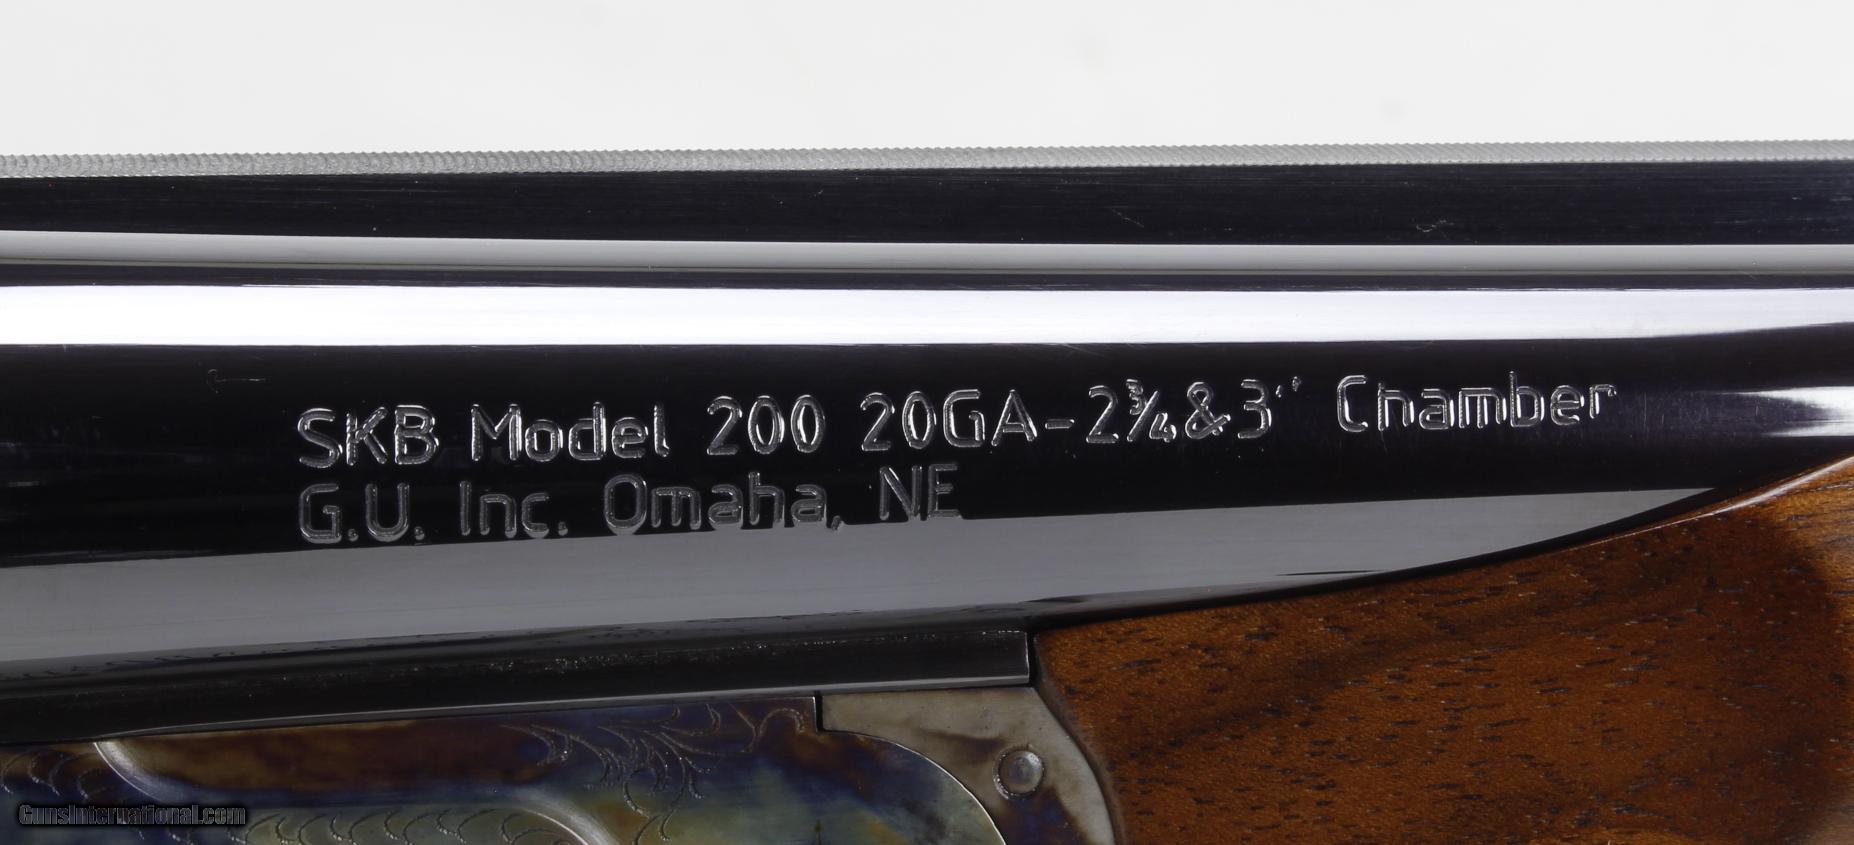 SKB Model 200 20GA-2¾&3" Chamber
G.U. Inc. Omaha, NE
GunsInternational.com